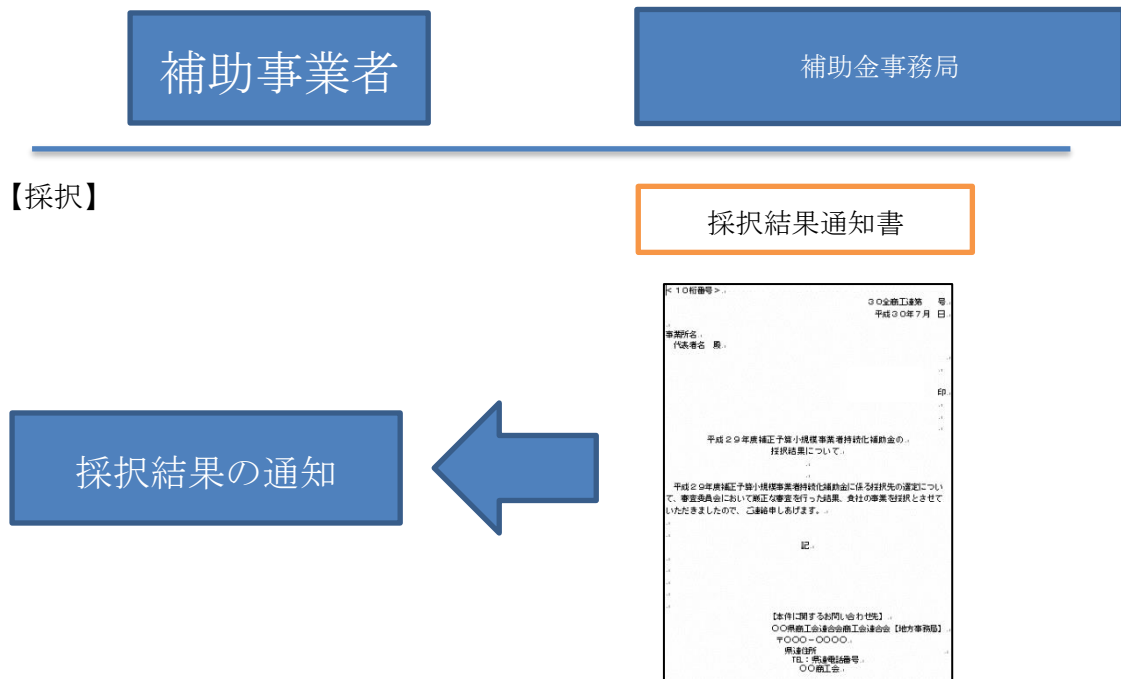 補助事業者
補助金事務局
【採択】
採択結果通知書
<１０桁番号>
３０全商工連第　号
平成３０年７月　日
事業所名
代表者名　殿
印
平成２９年度補正予算小規模事業者持続化補助金の
採択結果について
平成２９年度補正予算小規模事業者持続化補助金に係る採択先の選定につい
て、審査委員会において厳正な審査を行った結果、貴社の事業を採択とさせて
いただきましたので、ご連絡申しあげます。
採択結果の通知
記
【本件に関するお問い合わせ先】
〇〇県商工会連合会商工会連合会【地方事務局】
〒〇〇〇－〇〇〇〇
県連住所
TEL：県連電話番号
〇〇商工会